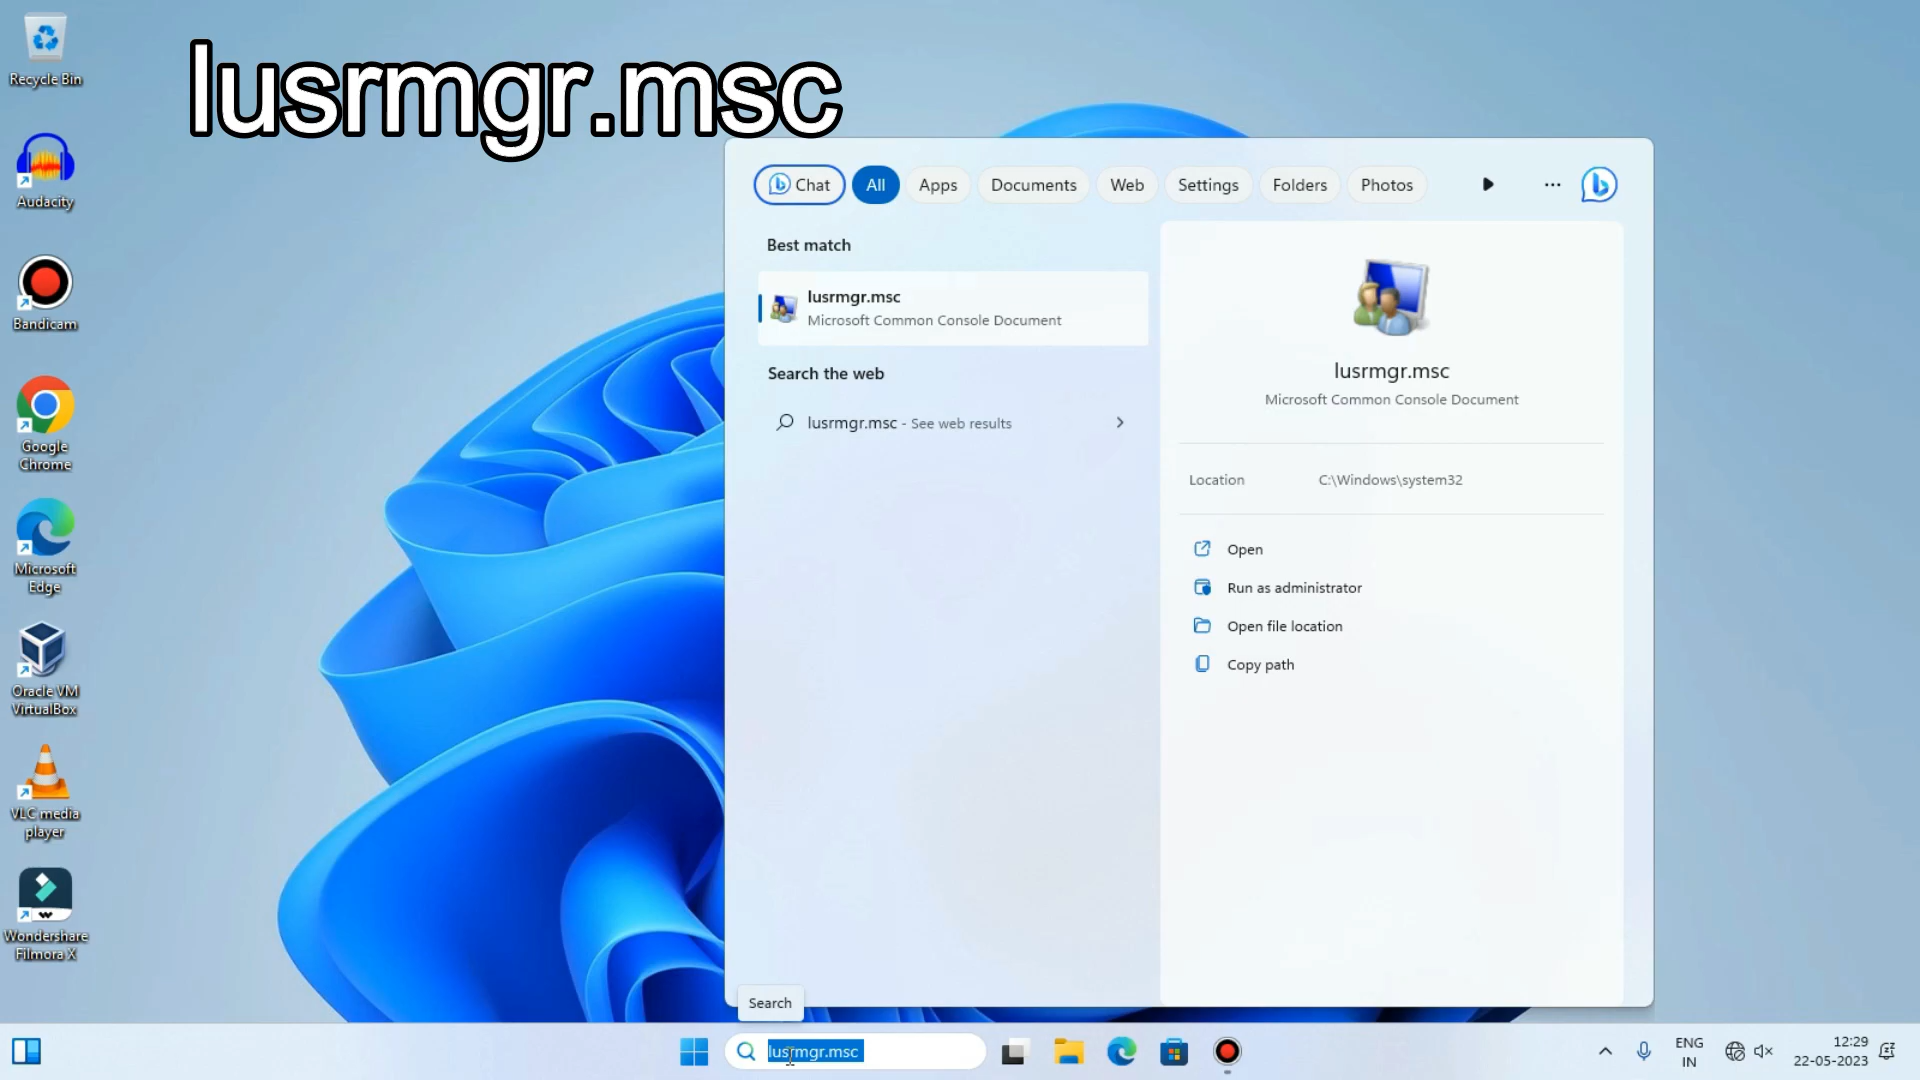 lusrmgr.msc
Recycle Bin
Audacity
Bandicam
Google
Chrome
Microsoft
Edge
Oracle VM
VirtualBox
VLC media
player
Wondershare
Filmora X
Chat
All
Apps
Documents
Web
Settings
Folders
Photos
...
Best match
lusrmgr.msc
Microsoft Common Console Document
Search the web
lusrmgr.msc - See web results
lusrmgr.msc
Microsoft Common Console Document
Location C:\Windows\system32
Open
Run as administrator
Open file location
Copy path
Search
lusrmgr.msc
ENG
IN
12:29
22-05-2023